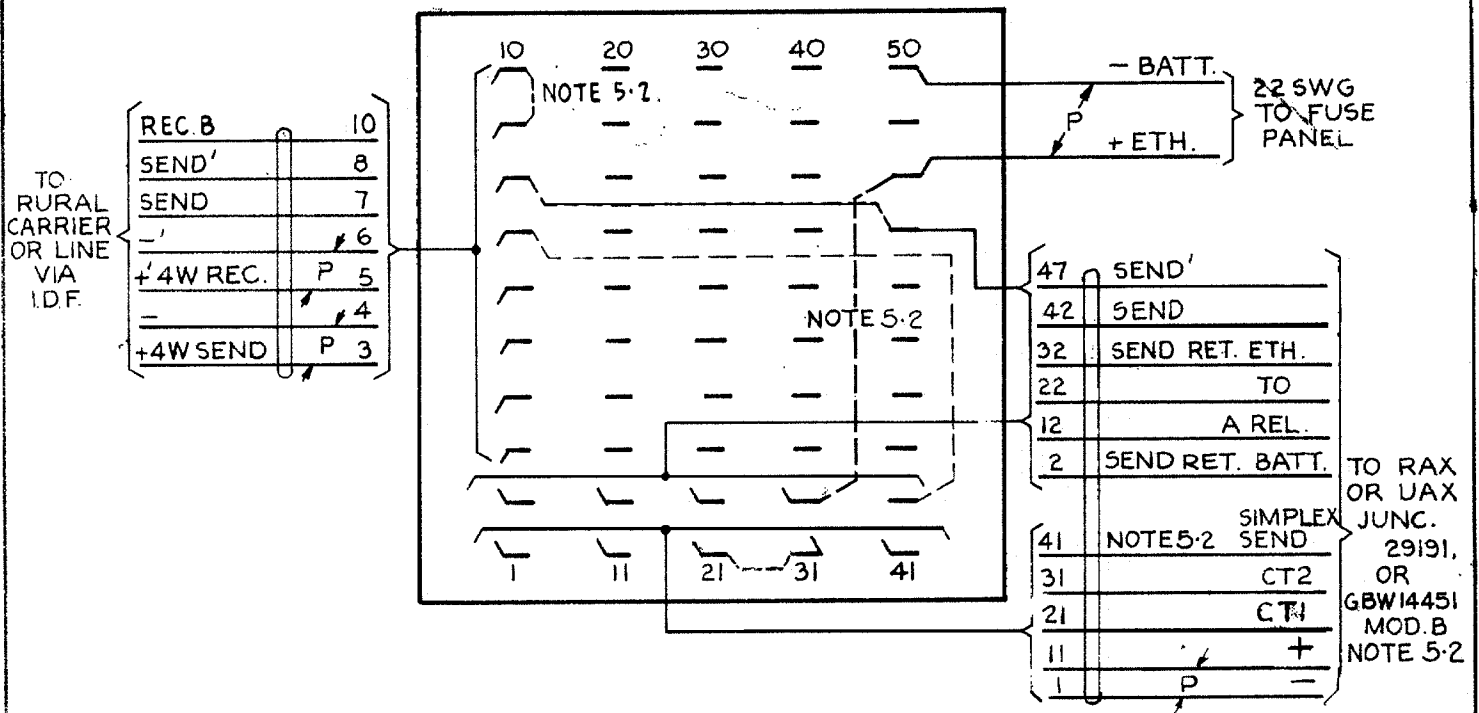 10 20 30 40 50
NOTE 5·2.
NOTE 5·2
1 11 21 31 41
TO
RURAL
CARRIER
OR LINE
VIA
I.D.F.
REC.B 10
SEND' 8
SEND 7
-' 6
+'4W REC. P 5
- 4
+4W SEND P 3
- BATT.
P
+ ETH.
22 SWG
TO FUSE
PANEL
47 SEND'
42 SEND
32 SEND RET. ETH.
22 TO
12 A REL.
2 SEND RET. BATT.
41 NOTE 5·2 SIMPLEX SEND
31 CT2
21 CT1
11 +
1 P -
TO RAX
OR UAX
JUNC.
29191,
OR
GBW14451
MOD.B
NOTE 5·2